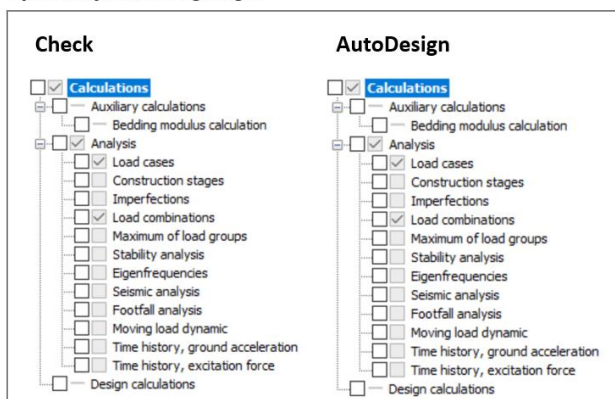 Check
Calculations
Auxiliary calculations
Bedding modulus calculation
Analysis
Load cases
Construction stages
Imperfections
Load combinations
Maximum of load groups
Stability analysis
Eigenfrequencies
Seismic analysis
Footfall analysis
Moving load dynamic
Time history, ground acceleration
Time history, excitation force
Design calculations
AutoDesign
Calculations
Auxiliary calculations
Bedding modulus calculation
Analysis
Load cases
Construction stages
Imperfections
Load combinations
Maximum of load groups
Stability analysis
Eigenfrequencies
Seismic analysis
Footfall analysis
Moving load dynamic
Time history, ground acceleration
Time history, excitation force
Design calculations